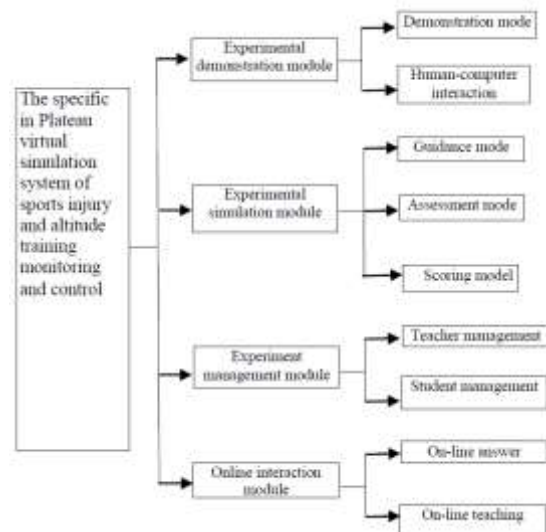 The specific
in Plateau
virtual
simulation
system of
sports injury
and altitude
training
monitoring
and control
Experimental
demonstration module
Demonstration mode
Human-computer
interaction
Experimental
simulation module
Guidance mode
Assessment mode
Scoring model
Experiment
management module
Teacher management
Student management
Online interaction
module
On-line answer
On-line teaching